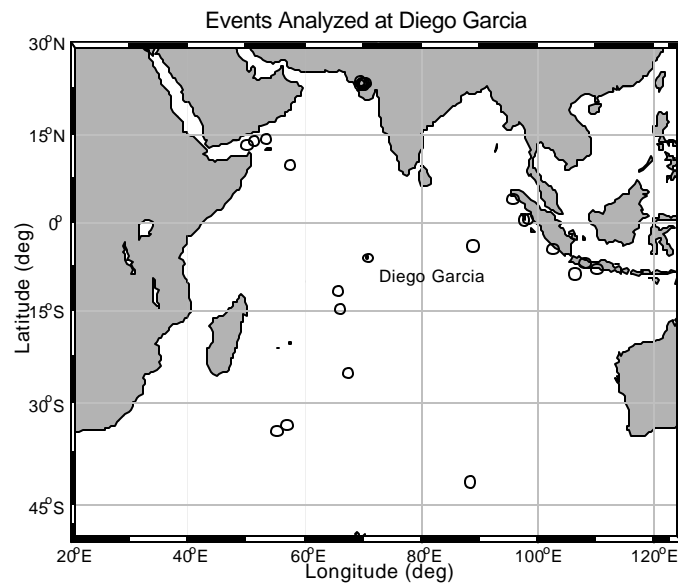 Events Analyzed at Diego Garcia
30°N
15°N
0°
15°S
30°S
45°S
Latitude (deg)
Diego Garcia
20°E 40°E 60°E 80°E 100°E 120°E
Longitude (deg)